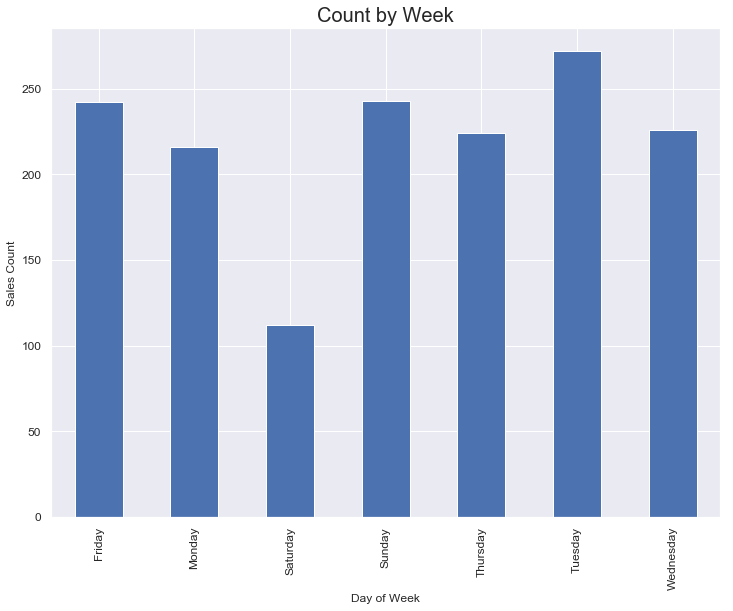 Count by Week
Sales Count
250
200
150
100
50
0
Friday
Monday
Saturday
Sunday
Thursday
Tuesday
Wednesday
Day of Week